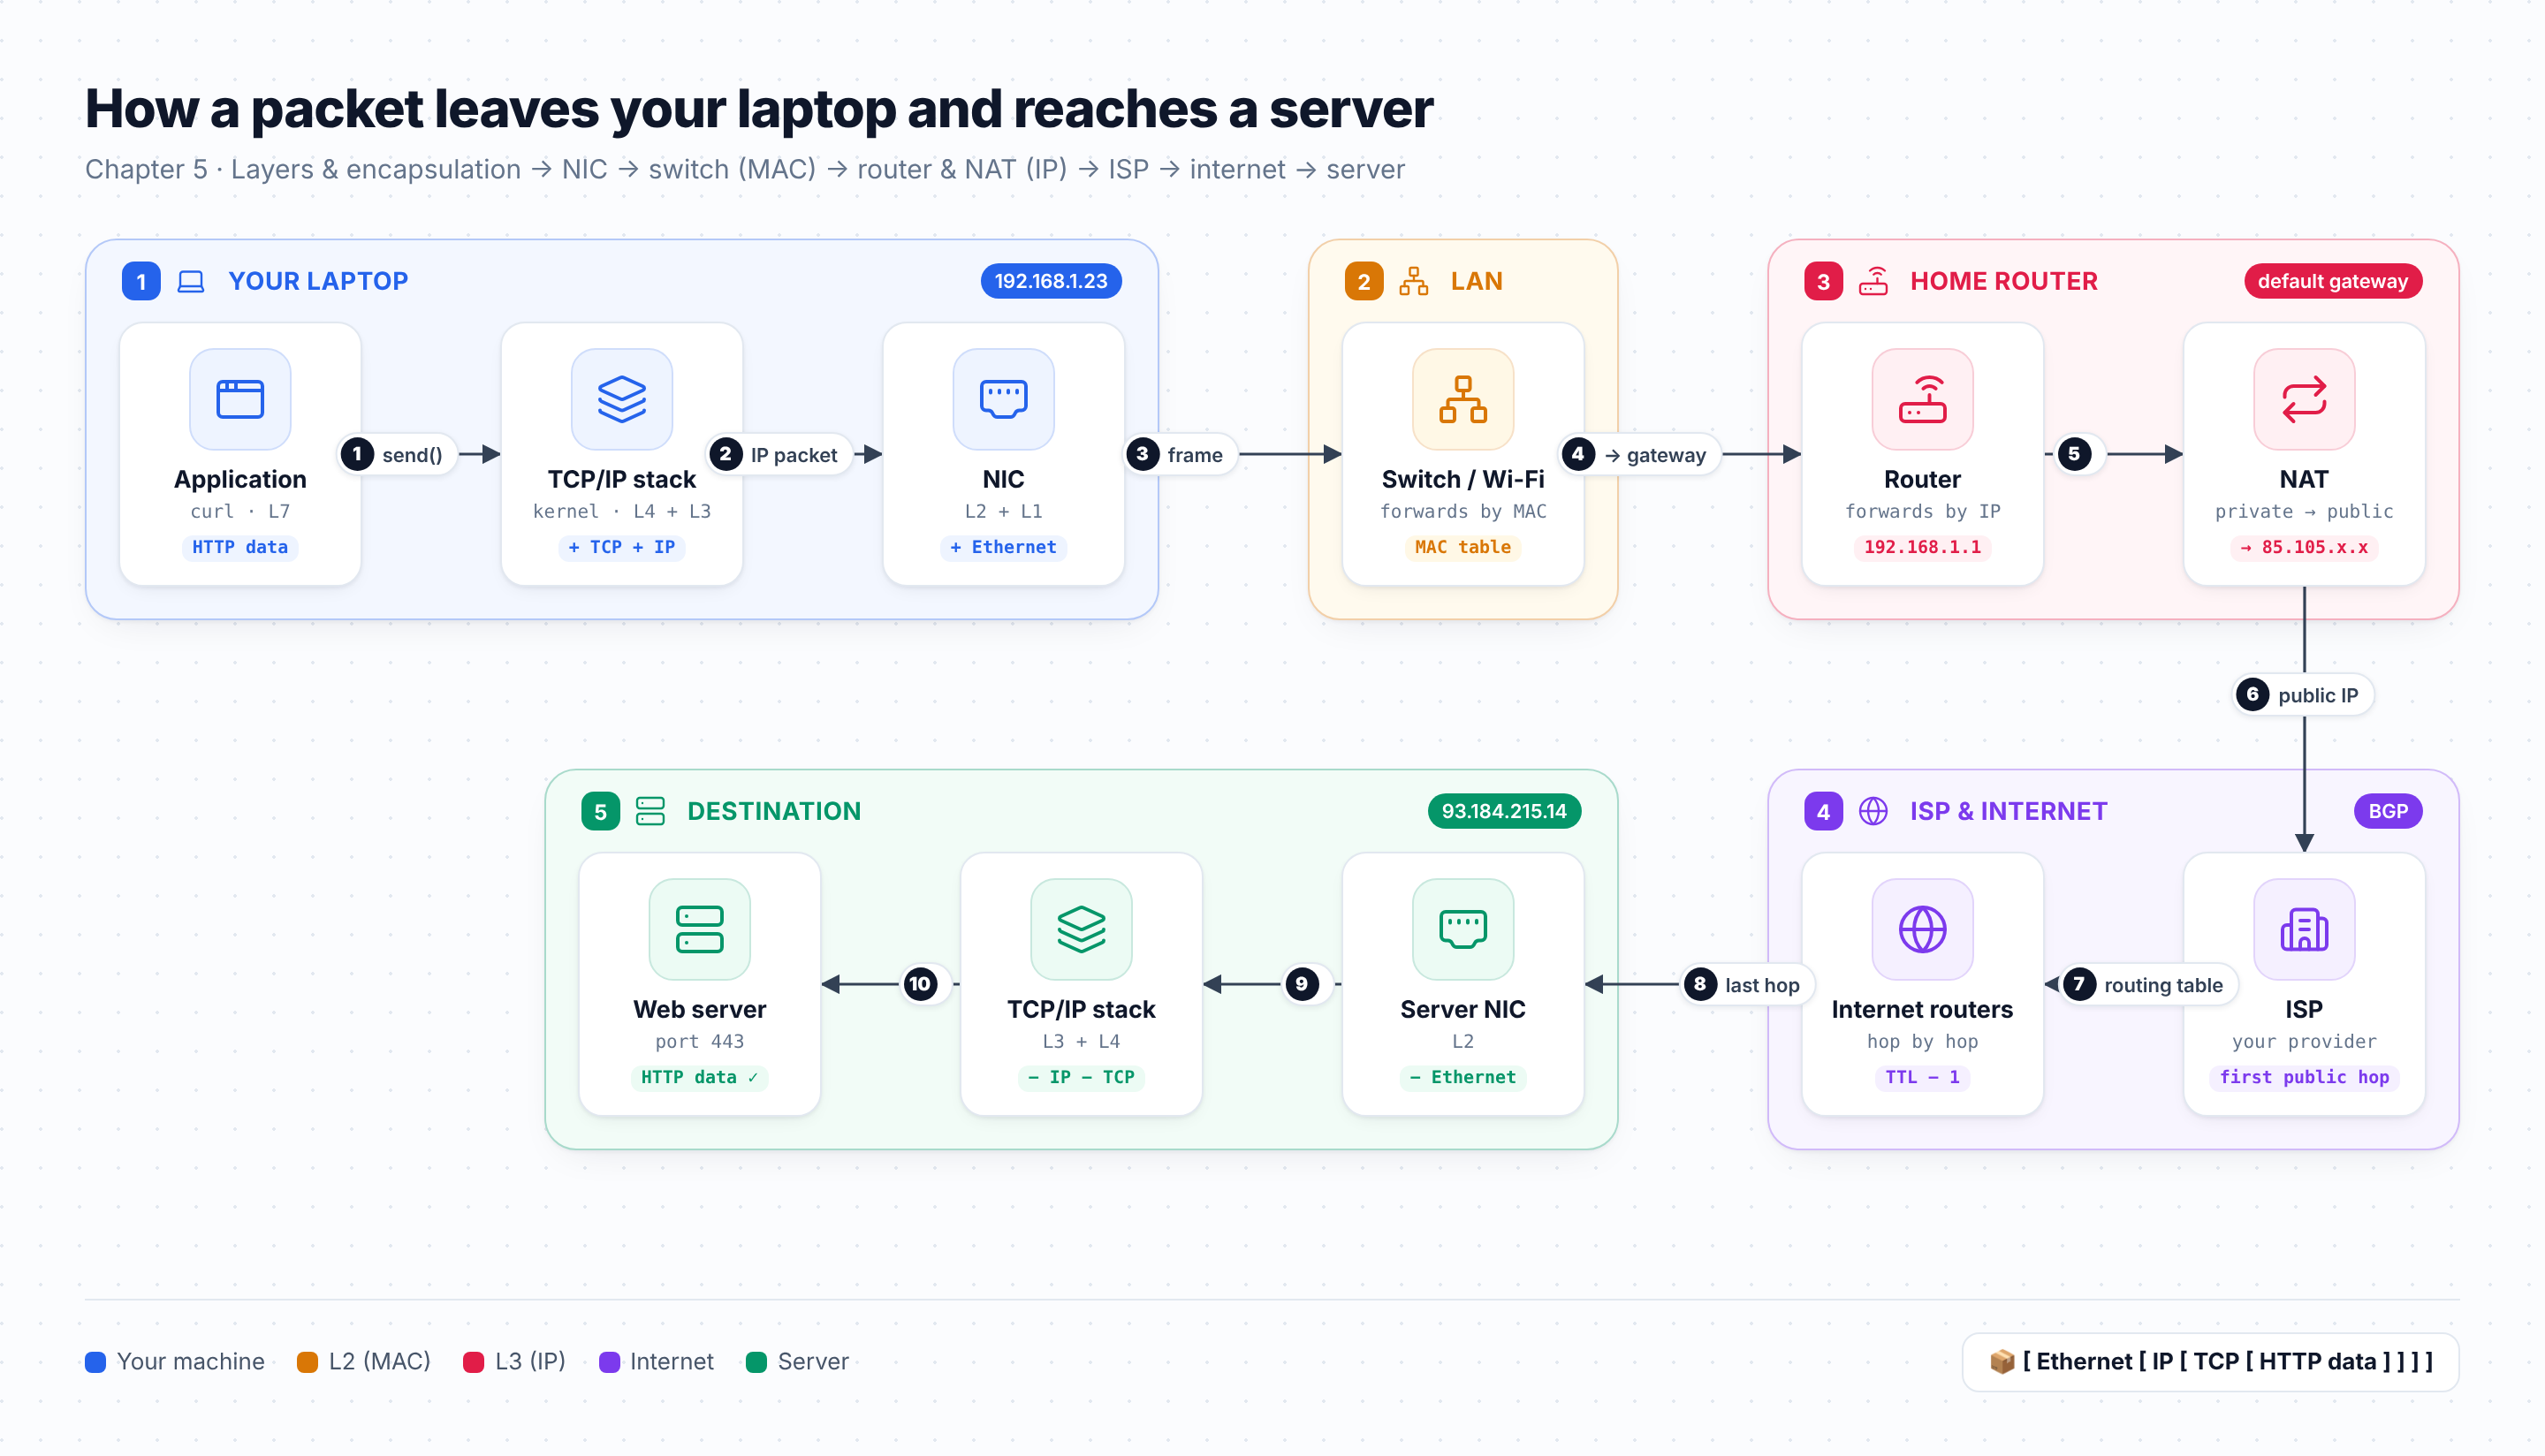 How a packet leaves your laptop and reaches a server
Chapter 5 · Layers & encapsulation → NIC → switch (MAC) → router & NAT (IP) → ISP → internet → server
1 YOUR LAPTOP 192.168.1.23
Application
curl · L7
HTTP data
1 send()
TCP/IP stack
kernel · L4 + L3
+ TCP + IP
2 IP packet
NIC
L2 + L1
+ Ethernet
3 frame
2 LAN
Switch / Wi-Fi
forwards by MAC
MAC table
4 → gateway
3 HOME ROUTER default gateway
Router
forwards by IP
192.168.1.1
5
NAT
private → public
→ 85.105.x.x
6 public IP
4 ISP & INTERNET BGP
ISP
your provider
first public hop
7 routing table
Internet routers
hop by hop
TTL − 1
8 last hop
5 DESTINATION 93.184.215.14
Server NIC
L2
− Ethernet
9
TCP/IP stack
L3 + L4
− IP − TCP
10
Web server
port 443
HTTP data ✓
Your machine
L2 (MAC)
L3 (IP)
Internet
Server
📦 [ Ethernet [ IP [ TCP [ HTTP data ] ] ] ]